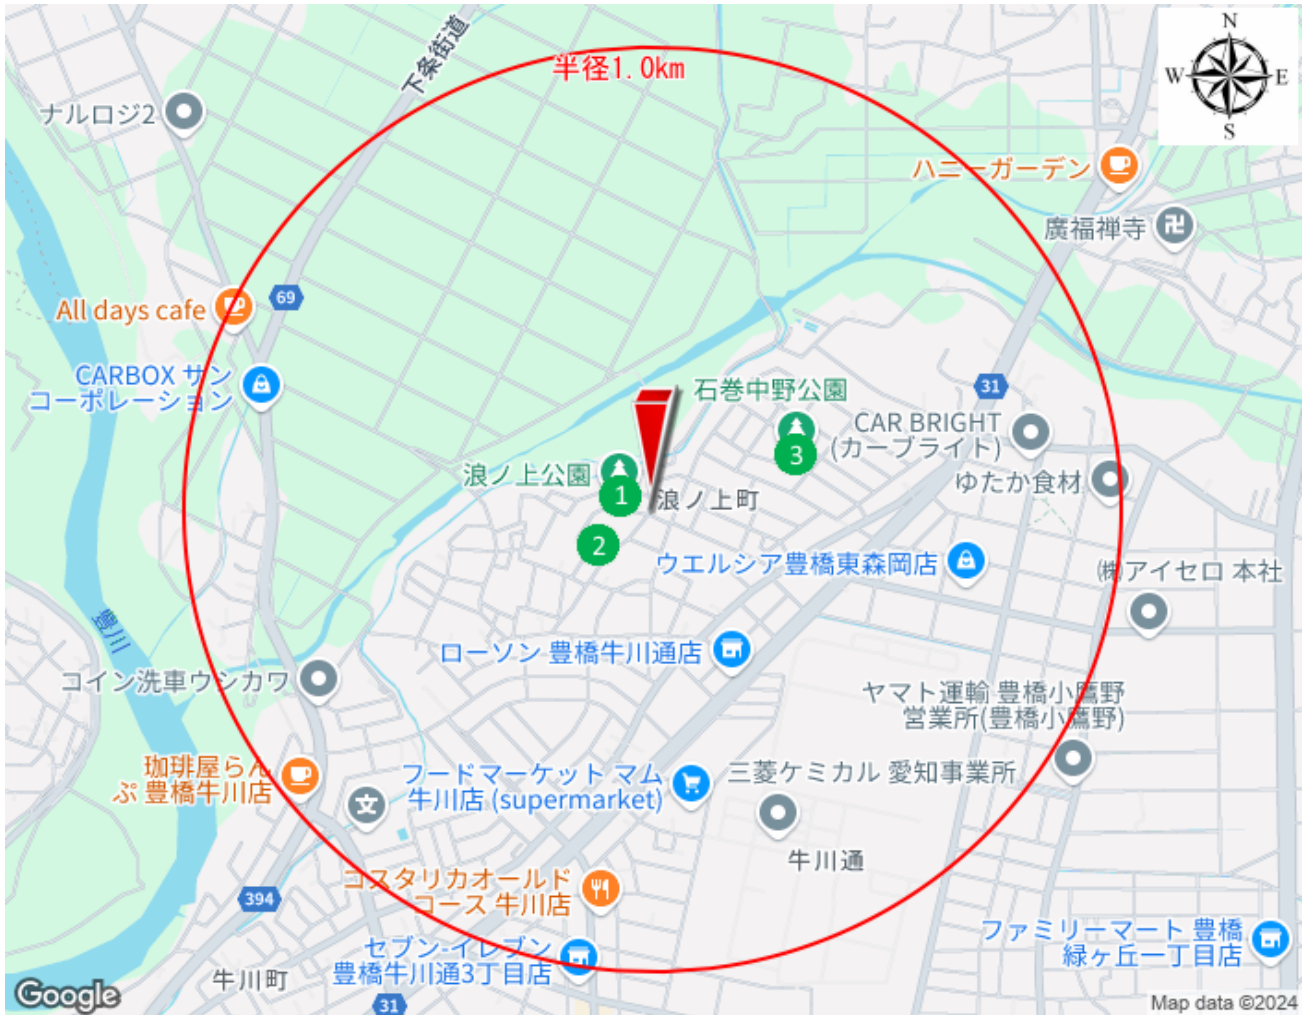 半径1.0km
N
W
E
S
下条街道
ナルロジ2
ハニーガーデン
廣福禅寺
All days cafe
69
CARBOX サン
コーポレーション
石巻中野公園
31
CAR BRIGHT
(カーブライト)
3
浪ノ上公園
1
浪ノ上町
ゆたか食材
2
ウエルシア豊橋東森岡店
㈱アイセロ 本社
豊川
ローソン 豊橋牛川通店
コイン洗車ウシカワ
ヤマト運輸 豊橋小鷹野
営業所(豊橋小鷹野)
珈琲屋らん
ぷ 豊橋牛川店
文
フードマーケット マム
牛川店 (supermarket)
三菱ケミカル 愛知事業所
牛川通
コスタリカオールド
コース 牛川店
394
セブン-イレブン
豊橋牛川通3丁目店
ファミリーマート 豊橋
緑ヶ丘一丁目店
牛川町
31
Google
Map data ©2024